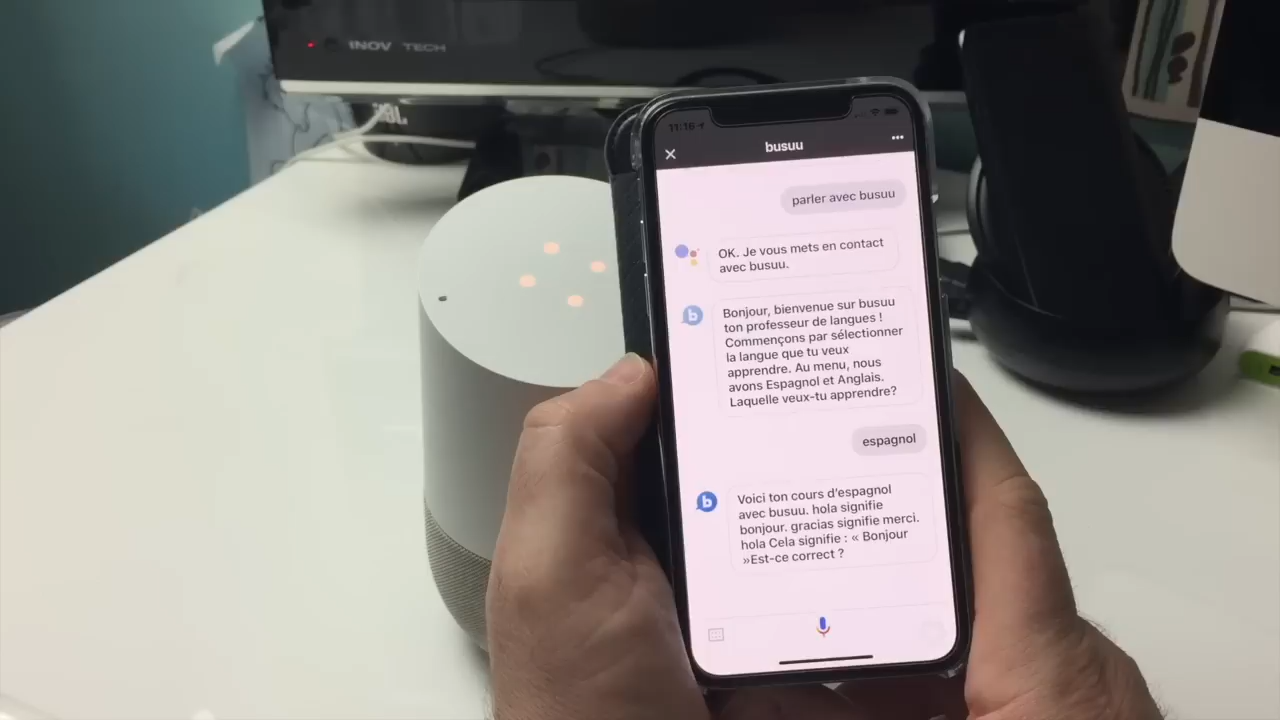 INOV TECH
JBL
11:16
busuu
parler avec busuu
OK. Je vous mets en contact
avec busuu.
Bonjour, bienvenue sur busuu
ton professeur de langues !
Commençons par sélectionner
la langue que tu veux
apprendre. Au menu, nous
avons Espagnol et Anglais.
Laquelle veux-tu apprendre?
espagnol
Voici ton cours d'espagnol
avec busuu. hola signifie
bonjour. gracias signifie merci.
hola Cela signifie : « Bonjour
»Est-ce correct ?